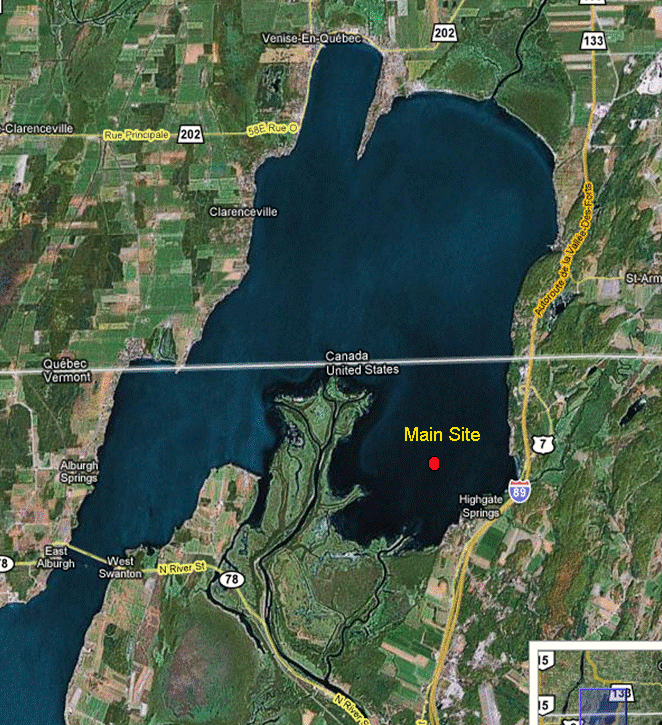 Venise-En-Québec
202
133
e-Clarenceville
Rue Principale
202
58E Rue O
Clarenceville
Autoroute de la Vallée-Des-Forts
St-Arm
Québec
Vermont
Canada
United States
Main Site
7
89
Alburgh
Springs
Highgate
Springs
78
East
Alburgh
West
Swanton
N River St
78
N River S
15
133
15